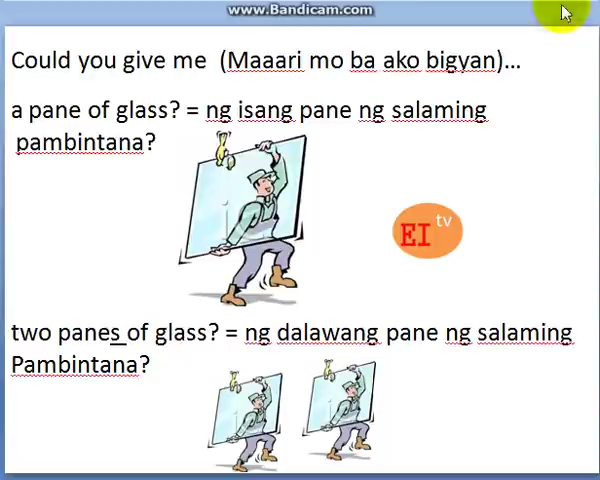 www.Bandicam.com
Could you give me (Maaari mo ba ako bigyan)...
a pane of glass? = ng isang pane ng salaming
pambintana?
EI tv
two panes of glass? = ng dalawang pane ng salaming
Pambintana?